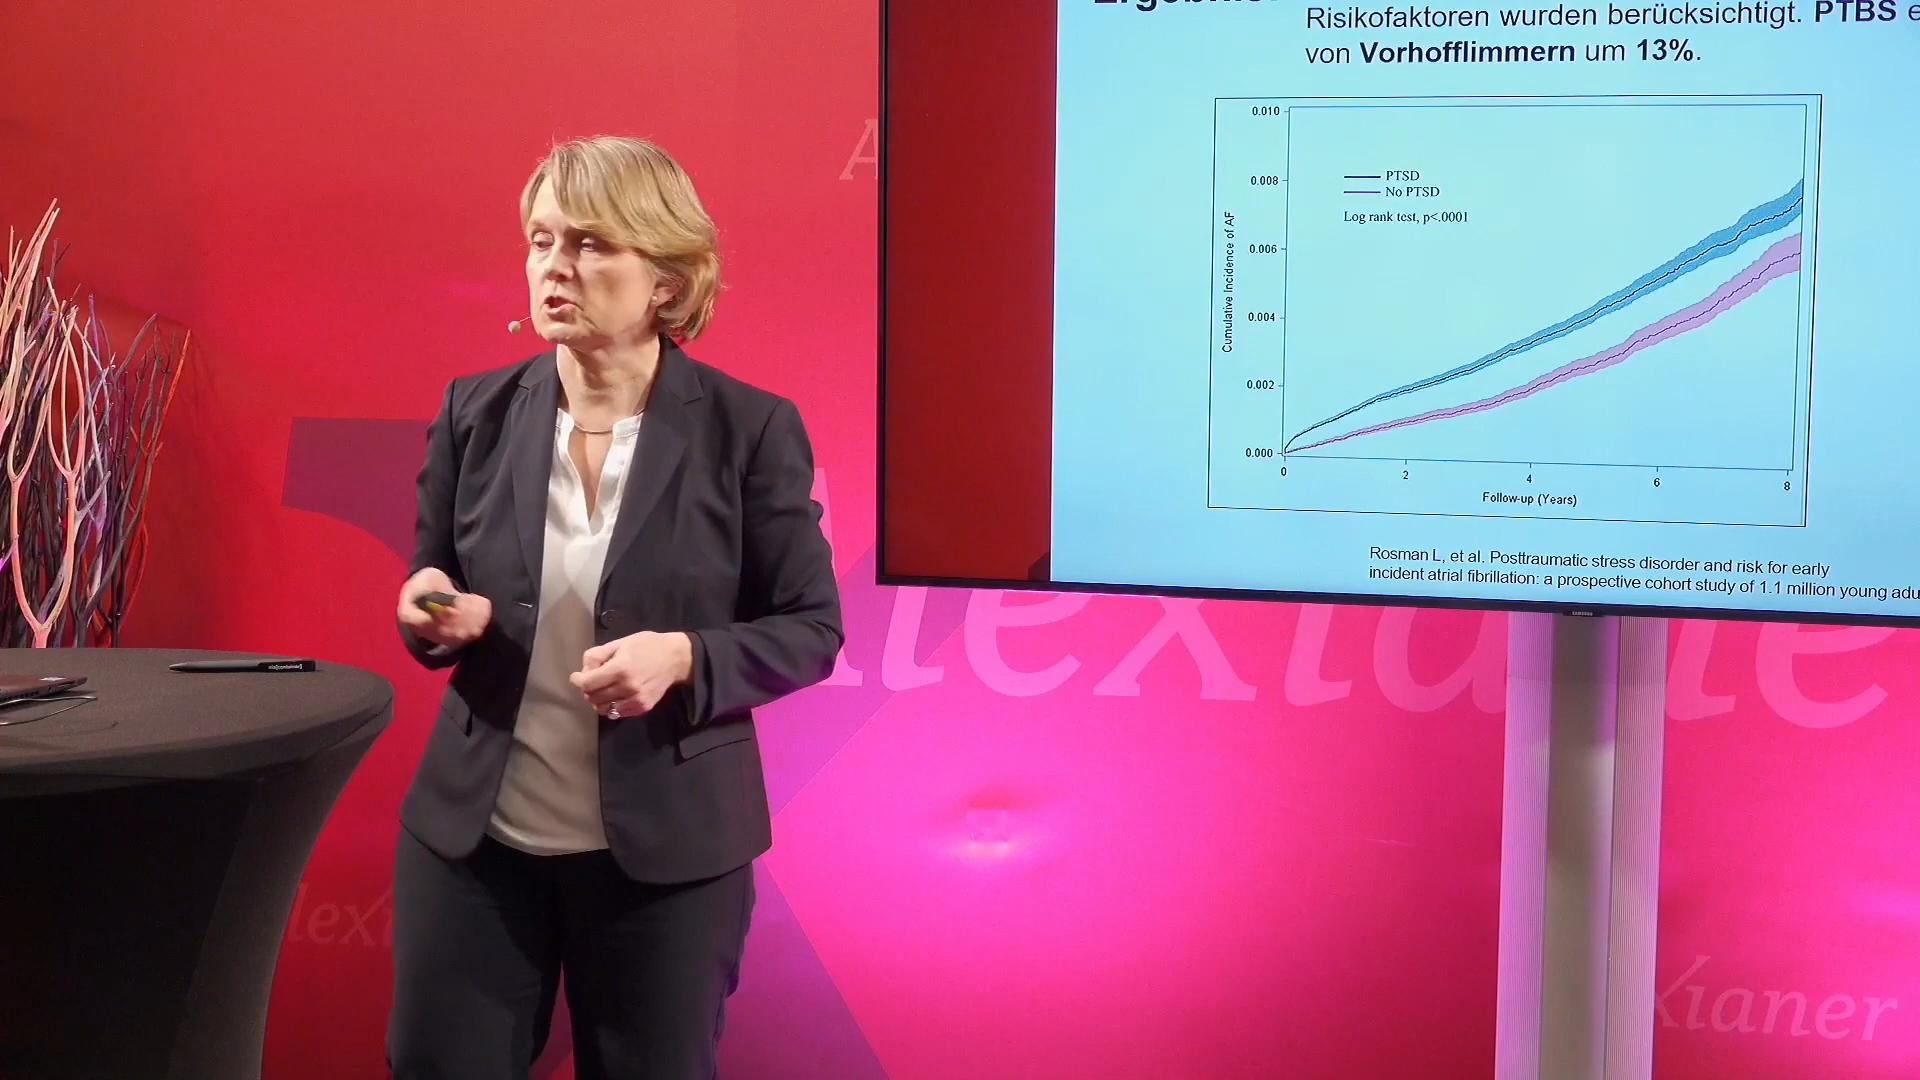 Risikofaktoren wurden berücksichtigt. PTBS
von Vorhofflimmern um 13%.
0.010
0.008
0.006
0.004
0.002
0.000
Cumulative Incidence of AF
PTSD
No PTSD
Log rank test, p<.0001
0 2 4 6 8
Follow-up (Years)
Rosman L, et al. Posttraumatic stress disorder and risk for early
incident atrial fibrillation: a prospective cohort study of 1.1 million young adu
SAMSUNG
Alexianer